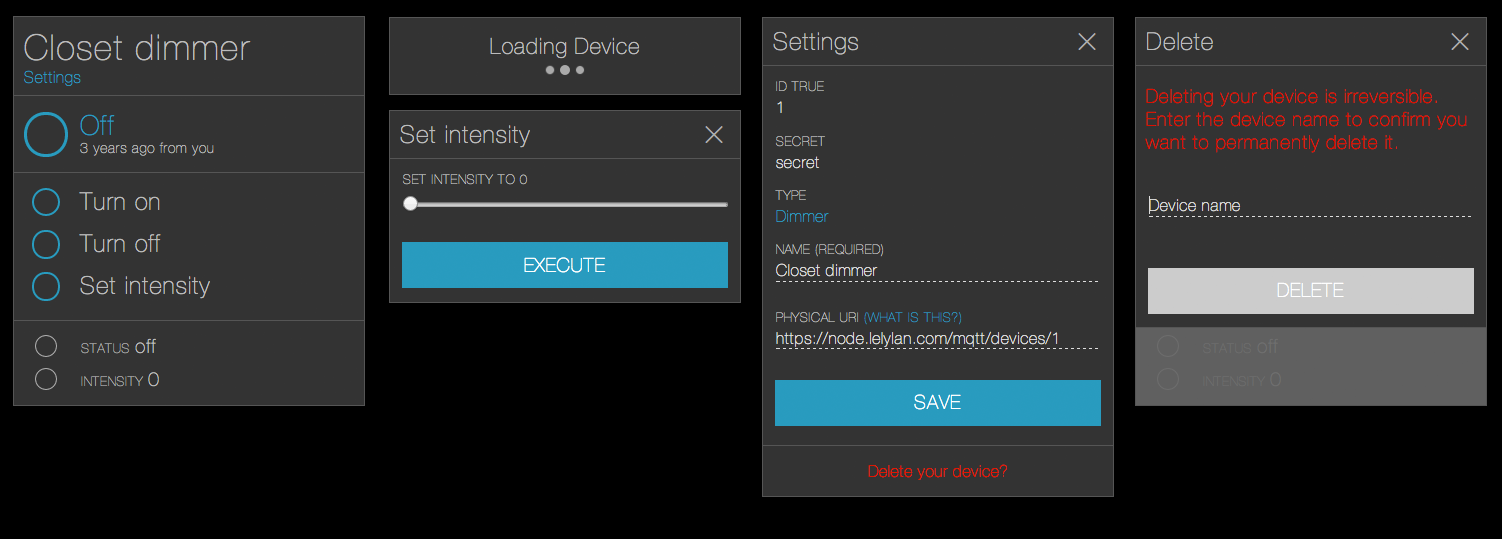 Closet dimmer
Settings
Off
3 years ago from you
Turn on
Turn off
Set intensity
STATUS off
INTENSITY 0
Loading Device
Set intensity
SET INTENSITY TO 0
EXECUTE
Settings
ID TRUE
1
SECRET
secret
TYPE
Dimmer
NAME (REQUIRED)
Closet dimmer
PHYSICAL URI (WHAT IS THIS?)
https://node.lelylan.com/mqtt/devices/1
SAVE
Delete your device?
Delete
Deleting your device is irreversible.
Enter the device name to confirm you
want to permanently delete it.
Device name
DELETE
STATUS off
INTENSITY 0